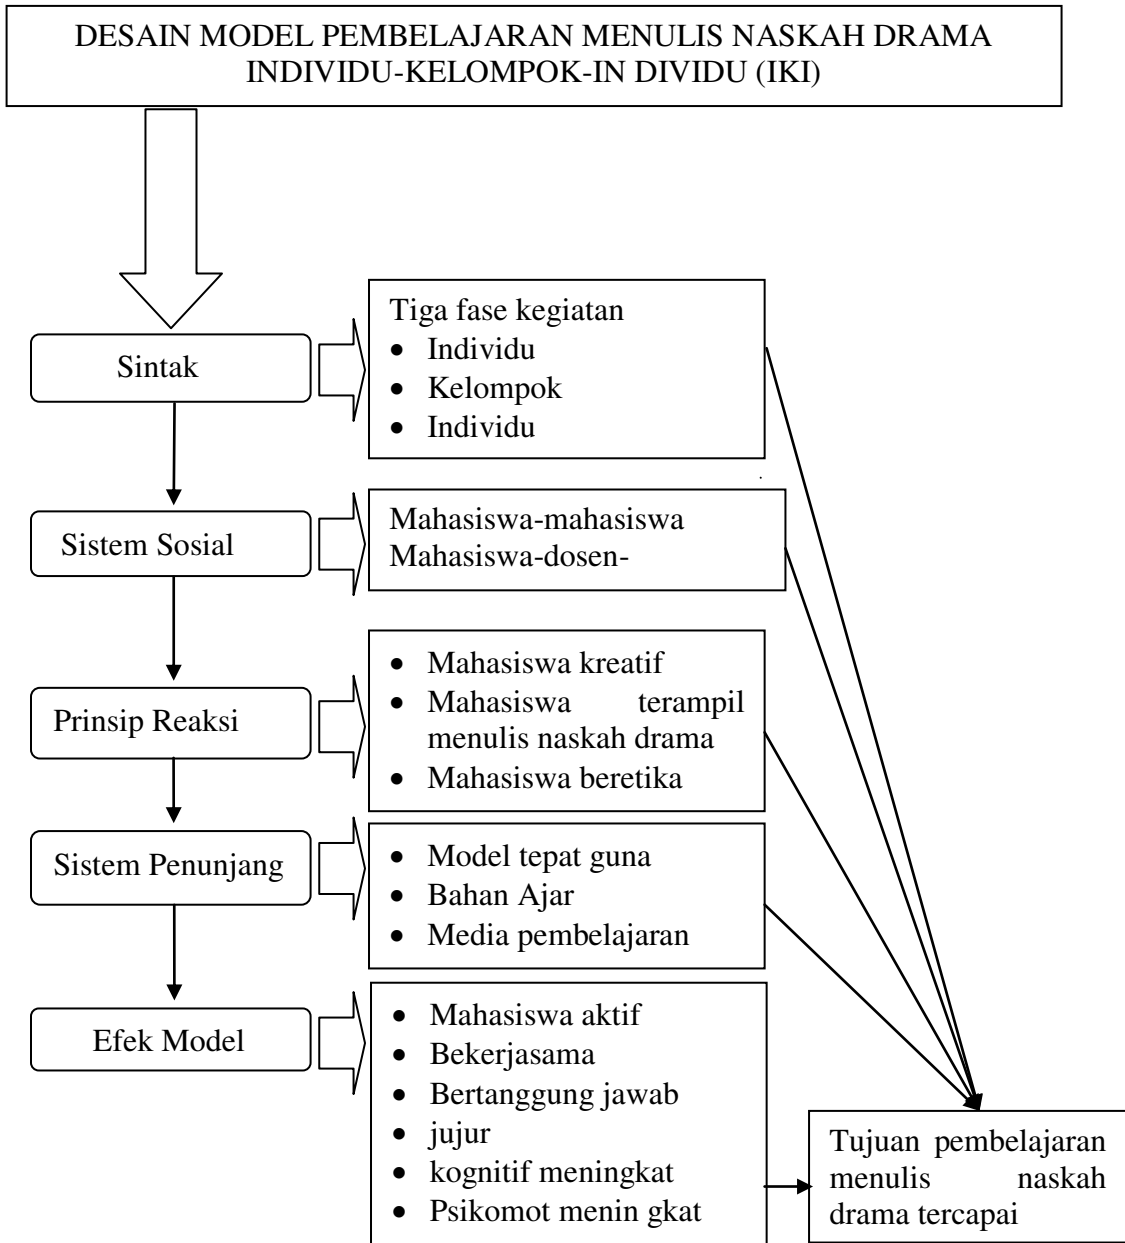 DESAIN MODEL PEMBELAJARAN MENULIS NASKAH DRAMA
INDIVIDU-KELOMPOK-IN DIVIDU (IKI)
Sintak
Tiga fase kegiatan
• Individu
• Kelompok
• Individu
Sistem Sosial
Mahasiswa-mahasiswa
Mahasiswa-dosen-
Prinsip Reaksi
• Mahasiswa kreatif
• Mahasiswa terampil
menulis naskah drama
• Mahasiswa beretika
Sistem Penunjang
• Model tepat guna
• Bahan Ajar
• Media pembelajaran
Efek Model
• Mahasiswa aktif
• Bekerjasama
• Bertanggung jawab
• jujur
• kognitif meningkat
• Psikomot menin gkat
Tujuan pembelajaran
menulis naskah
drama tercapai